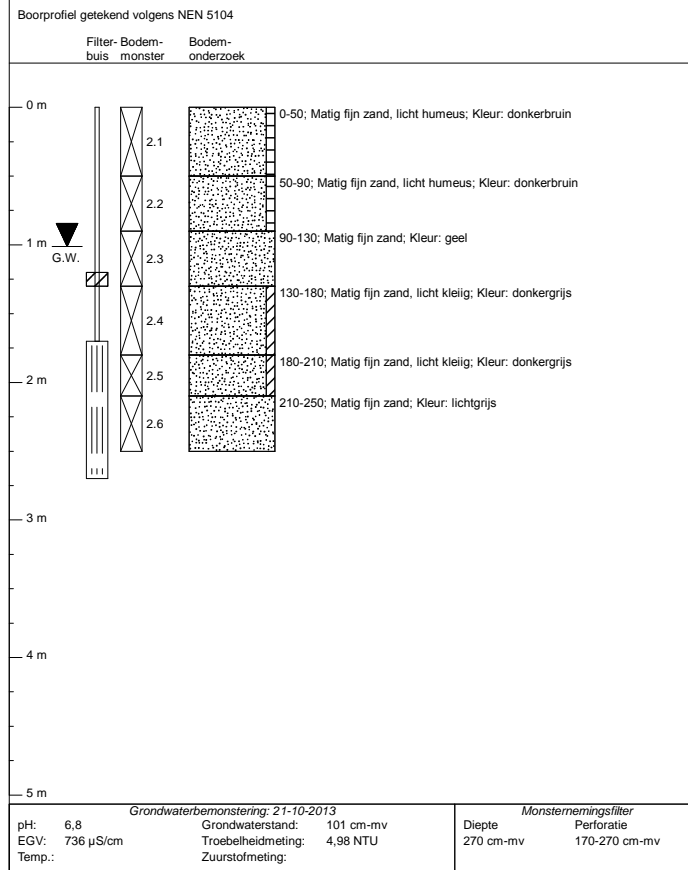 Boorprofiel getekend volgens NEN 5104
Filter- Bodem- Bodem-
buis monster onderzoek
0 m
0-50; Matig fijn zand, licht humeus; Kleur: donkerbruin
2.1
50-90; Matig fijn zand, licht humeus; Kleur: donkerbruin
2.2
90-130; Matig fijn zand; Kleur: geel
1 m
G.W.
2.3
130-180; Matig fijn zand, licht kleiig; Kleur: donkergrijs
2.4
180-210; Matig fijn zand, licht kleiig; Kleur: donkergrijs
2.5
2 m
210-250; Matig fijn zand; Kleur: lichtgrijs
2.6
3 m
4 m
5 m
Grondwaterbemonstering: 21-10-2013
pH: 6,8 Grondwaterstand: 101 cm-mv
EGV: 736 µS/cm Troebelheidmeting: 4,98 NTU
Temp.: Zuurstofmeting:
Monsternemingsfilter
Diepte Perforatie
270 cm-mv 170-270 cm-mv